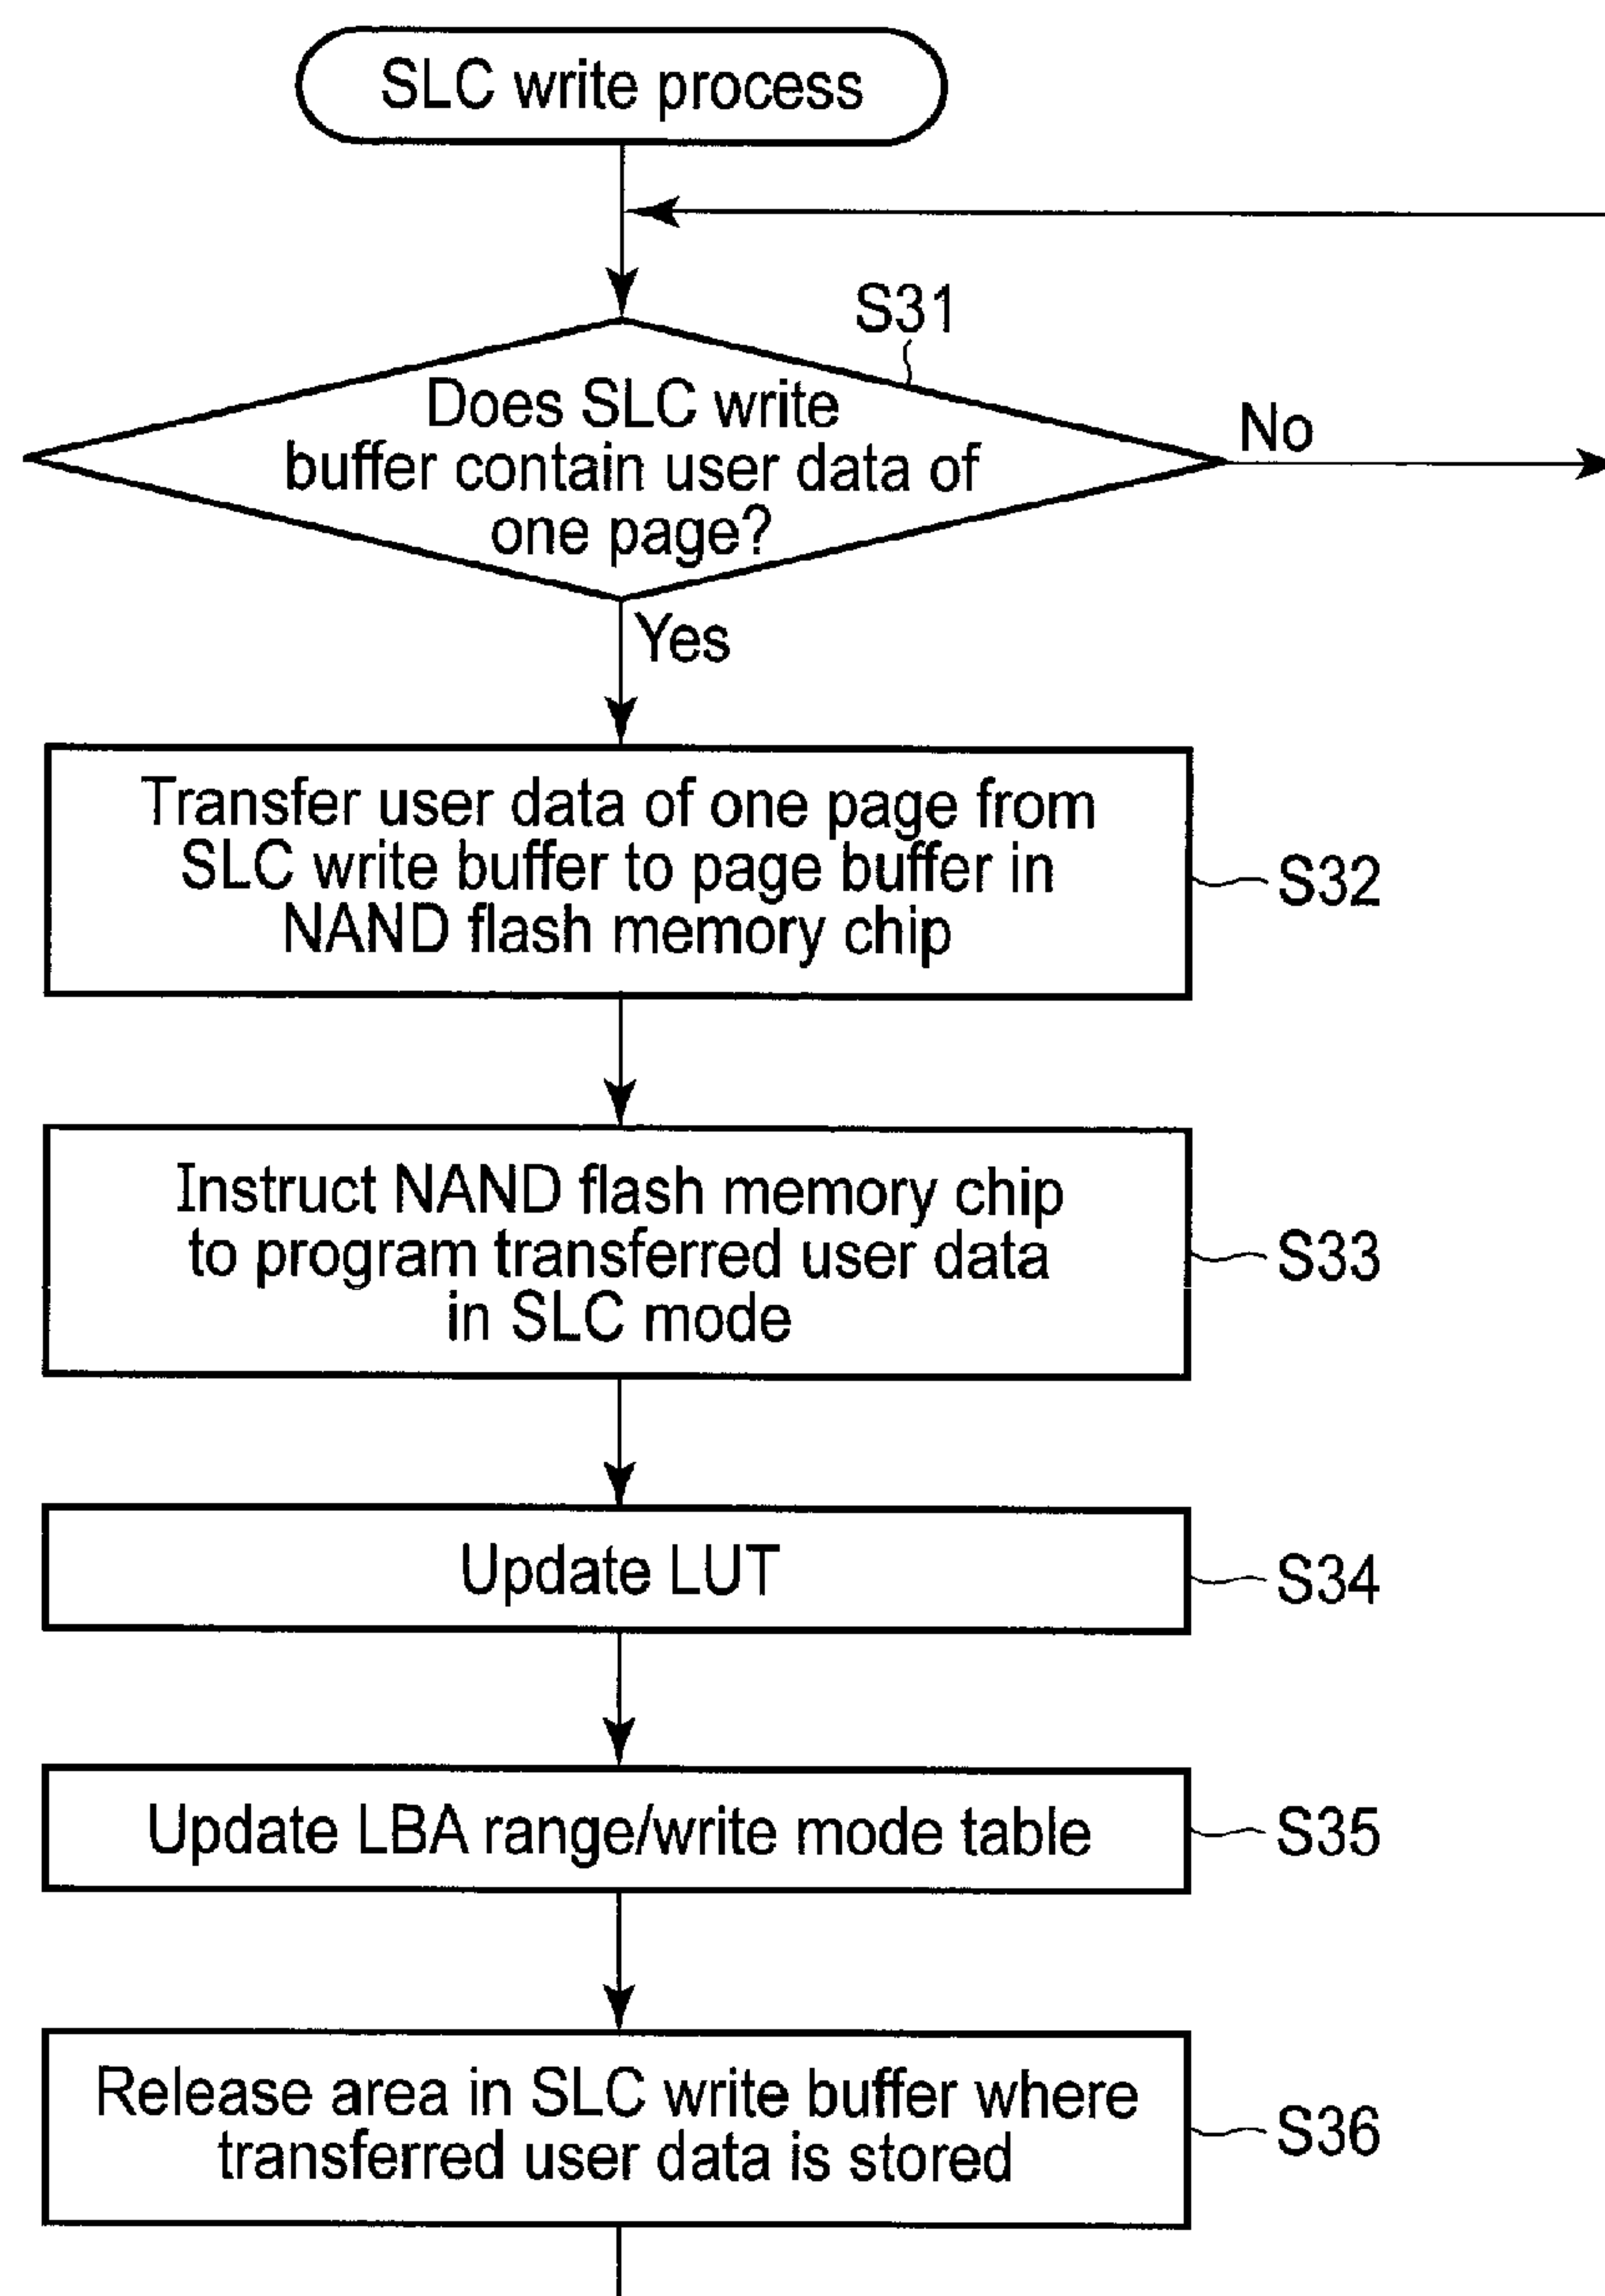 SLC write process
S31
Does SLC write
buffer contain user data of
one page?
No
Yes
Transfer user data of one page from
SLC write buffer to page buffer in
NAND flash memory chip
S32
Instruct NAND flash memory chip
to program transferred user data
in SLC mode
S33
Update LUT
S34
Update LBA range/write mode table
S35
Release area in SLC write buffer where
transferred user data is stored
S36